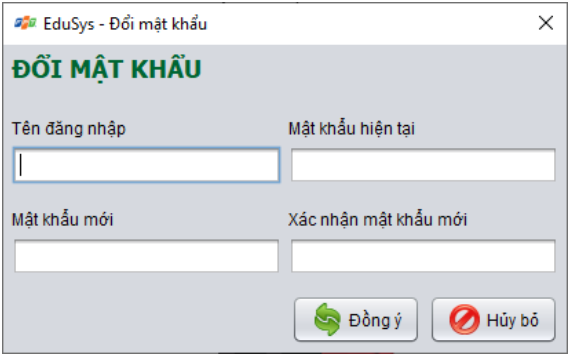 EduSys - Đổi mật khẩu
ĐỔI MẬT KHẨU
Tên đăng nhập Mật khẩu hiện tại
Mật khẩu mới Xác nhận mật khẩu mới
Đồng ý Hủy bỏ